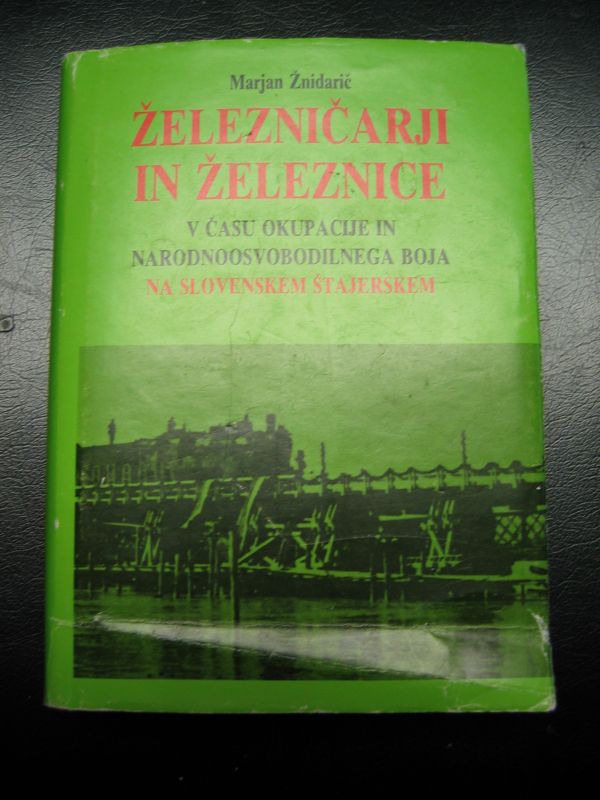 Marjan Žnidarič
ŽELEZNIČARJI
IN ŽELEZNICE
V ČASU OKUPACIJE IN
NARODNOOSVOBODILNEGA BOJA
NA SLOVENSKEM ŠTAJERSKEM